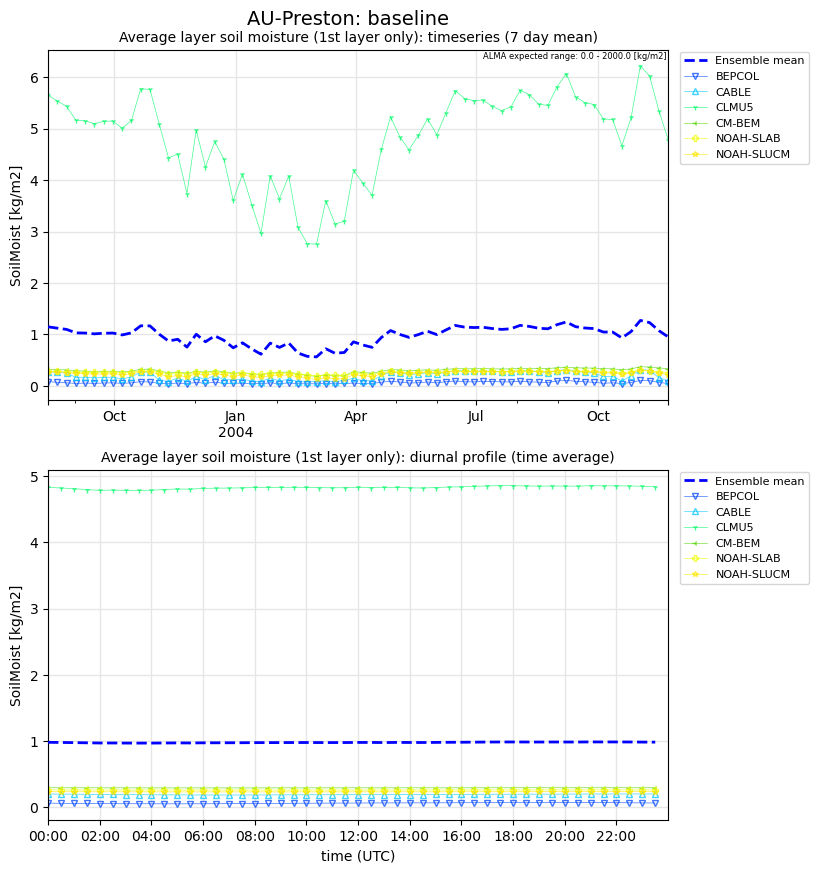 AU-Preston: baseline
Average layer soil moisture (1st layer only): timeseries (7 day mean)
ALMA expected range: 0.0 - 2000.0 [kg/m2]
SoilMoist [kg/m2]
6
5
4
3
2
1
0
Oct
Jan
2004
Apr
Jul
Oct
Ensemble mean
BEPCOL
CABLE
CLMU5
CM-BEM
NOAH-SLAB
NOAH-SLUCM
Average layer soil moisture (1st layer only): diurnal profile (time average)
SoilMoist [kg/m2]
5
4
3
2
1
0
00:00
02:00
04:00
06:00
08:00
10:00
12:00
14:00
16:00
18:00
20:00
22:00
time (UTC)
Ensemble mean
BEPCOL
CABLE
CLMU5
CM-BEM
NOAH-SLAB
NOAH-SLUCM